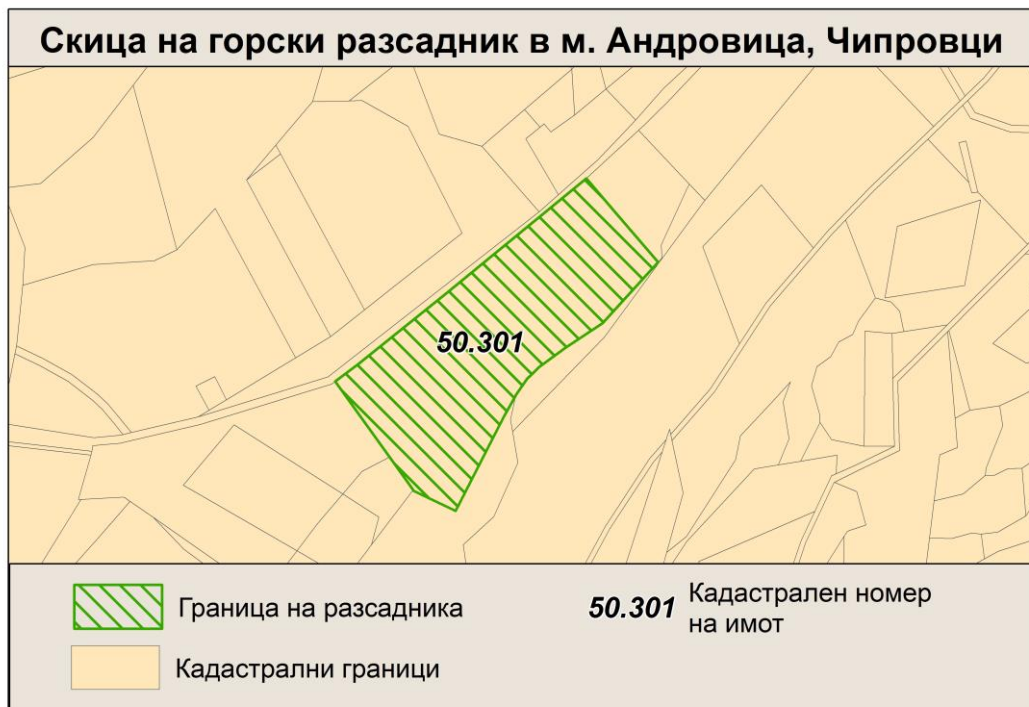 Скица на горски разсадник в м. Андровица, Чипровци
50.301
Граница на разсадника
50.301 Кадастрален номер
на имот
Кадастрални граници